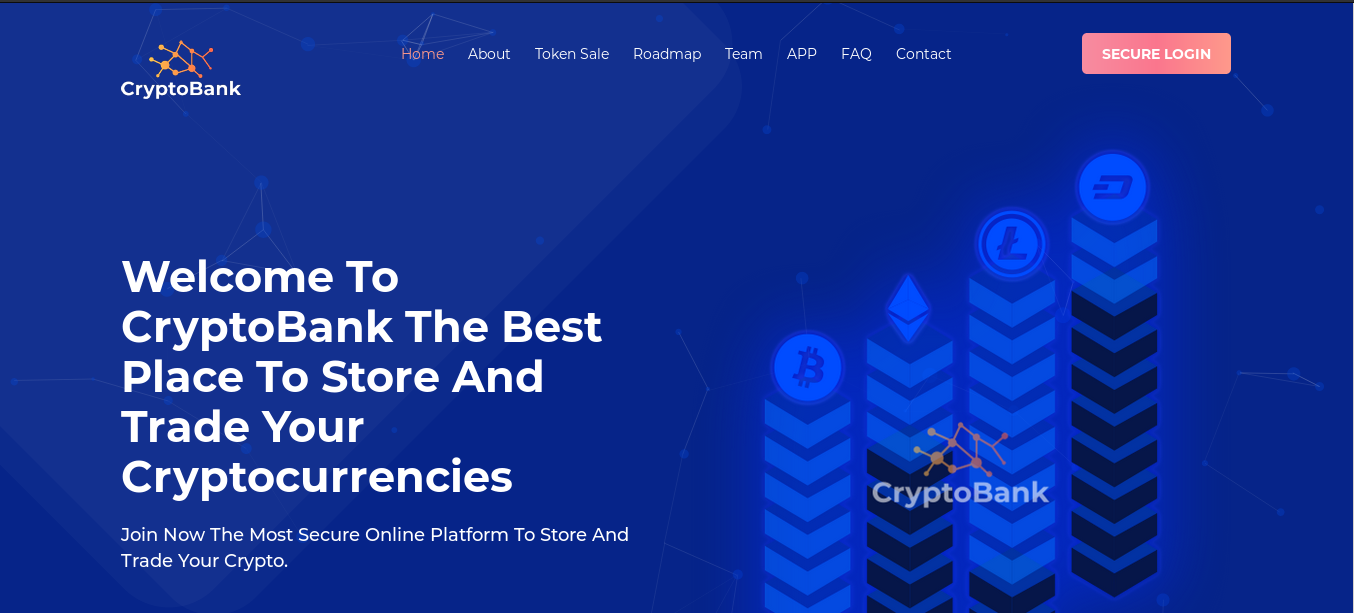 Home About Token Sale Roadmap Team APP FAQ Contact
SECURE LOGIN
CryptoBank
Welcome To
CryptoBank The Best
Place To Store And
Trade Your
Cryptocurrencies
Join Now The Most Secure Online Platform To Store And
Trade Your Crypto.
CryptoBank